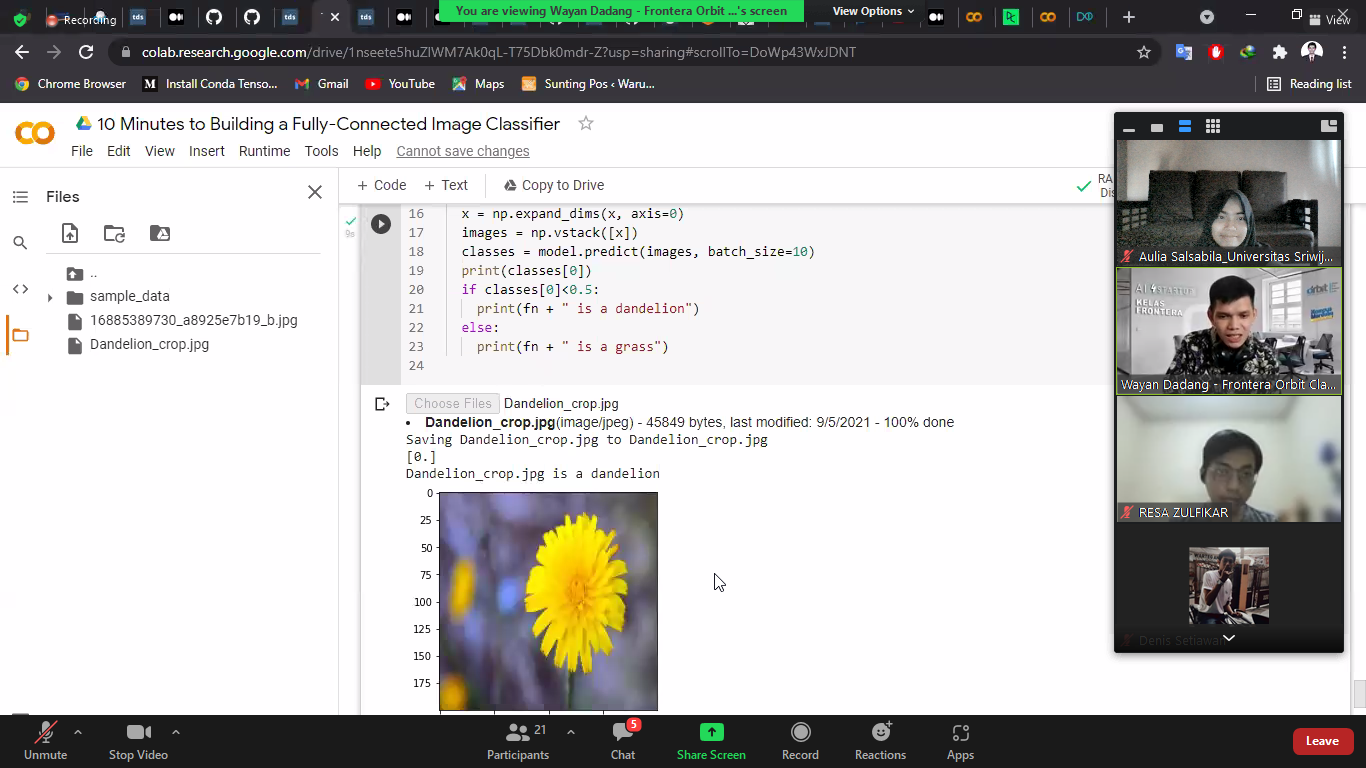 Recording
tds
tds
tds
tds
You are viewing Wayan Dadang - Frontera Orbit ...'s screen
View Options
View
colab.research.google.com/drive/1nseete5huZIWM7Ak0qL-T75Dbk0mdr-Z?usp=sharing#scrollTo=DoWp43WxJDNT
Chrome Browser
Install Conda Tenso...
Gmail
YouTube
Maps
Sunting Pos ‹ Waru...
Reading list
10 Minutes to Building a Fully-Connected Image Classifier
File Edit View Insert Runtime Tools Help Cannot save changes
Files
+ Code + Text Copy to Drive
RA
Dis
..
sample_data
16885389730_a8925e7b19_b.jpg
Dandelion_crop.jpg
9s
16 x = np.expand_dims(x, axis=0)
17 images = np.vstack([x])
18 classes = model.predict(images, batch_size=10)
19 print(classes[0])
20 if classes[0]<0.5:
21 print(fn + " is a dandelion")
22 else:
23 print(fn + " is a grass")
24
Choose Files Dandelion_crop.jpg
• Dandelion_crop.jpg(image/jpeg) - 45849 bytes, last modified: 9/5/2021 - 100% done
Saving Dandelion_crop.jpg to Dandelion_crop.jpg
[0.]
Dandelion_crop.jpg is a dandelion
0
25
50
75
100
125
150
175
Aulia Salsabila_Universitas Sriwij...
AI 4 STARTUP
KELAS
FRONTERA
orbit
Wayan Dadang - Frontera Orbit Cla...
RESA ZULFIKAR
Denis Setiawan
Unmute
Stop Video
21
Participants
5
Chat
Share Screen
Record
Reactions
Apps
Leave